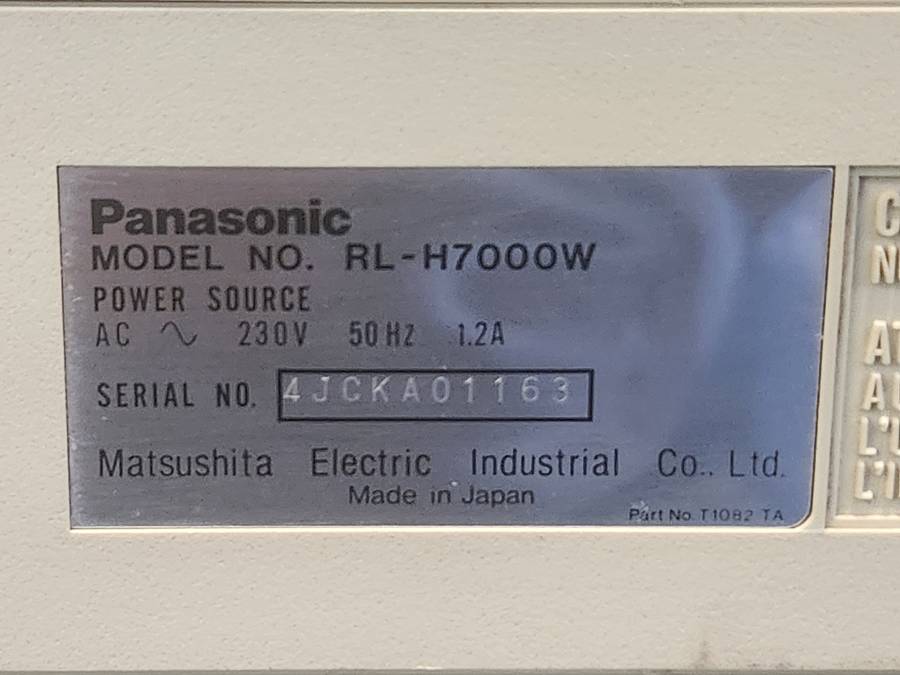 Panasonic
MODEL NO. RL-H7000W
POWER SOURCE
AC ∿ 230V 50Hz 1.2A
SERIAL NO. 4JCKA01163
Matsushita Electric Industrial Co., Ltd.
Made in Japan
Part No. T1082 TA